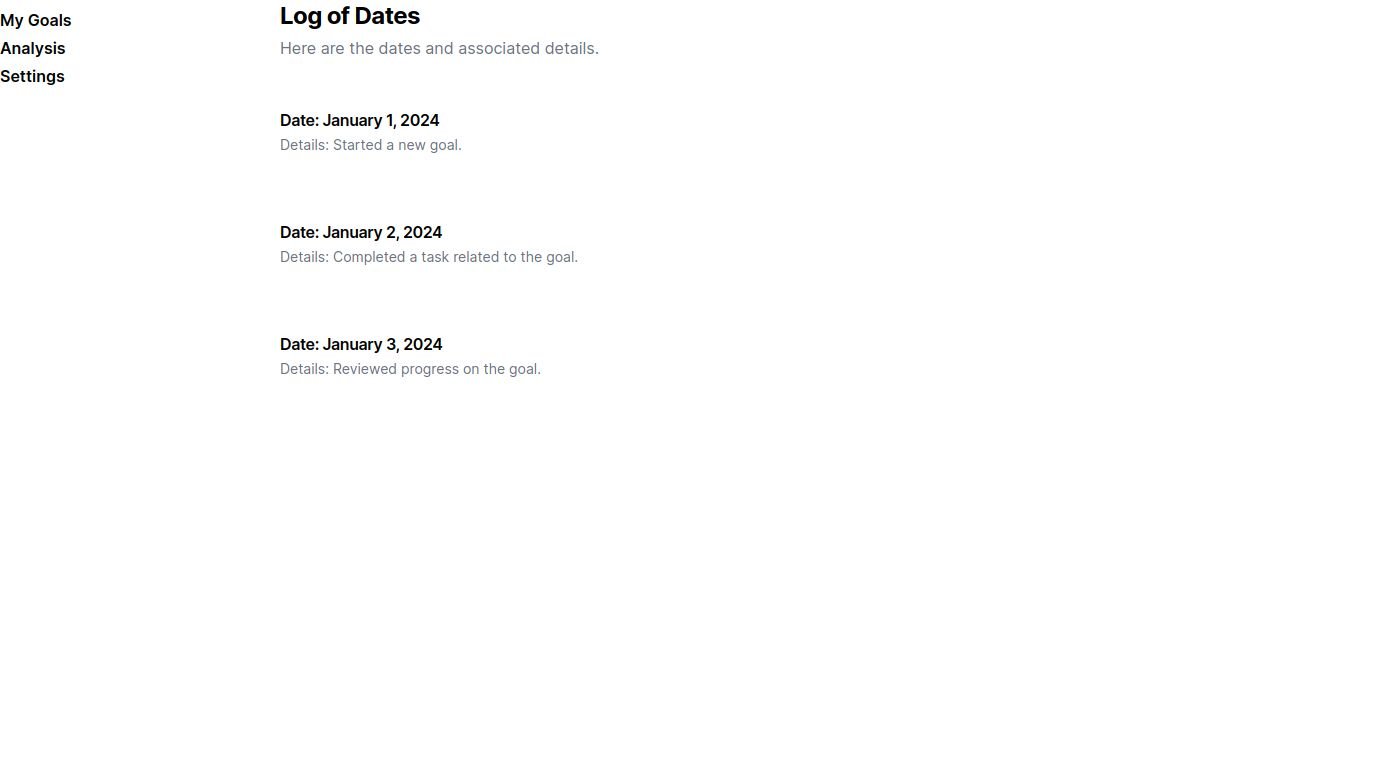 My Goals
Analysis
Settings
Log of Dates
Here are the dates and associated details.
Date: January 1, 2024
Details: Started a new goal.
Date: January 2, 2024
Details: Completed a task related to the goal.
Date: January 3, 2024
Details: Reviewed progress on the goal.